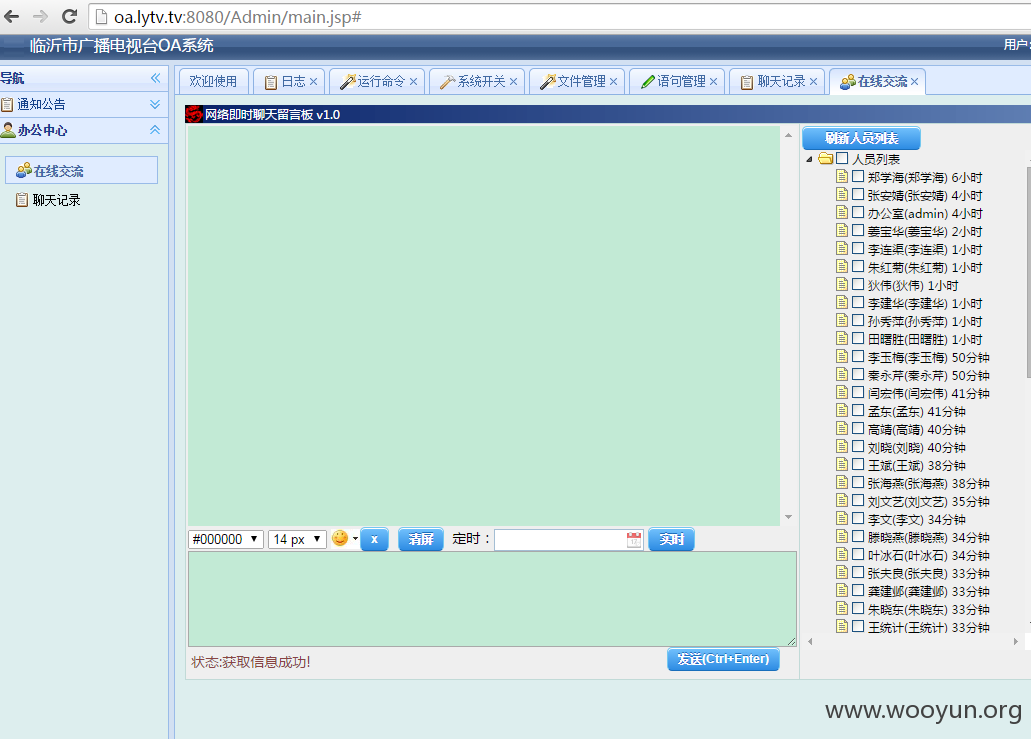 oa.lytv.tv:8080/Admin/main.jsp#
临沂市广播电视台OA系统
用户
导航
欢迎使用 日志 运行命令 系统开关 文件管理 语句管理 聊天记录 在线交流
通知公告
办公中心
在线交流
聊天记录
网络即时聊天留言板 v1.0
刷新人员列表
人员列表
郑学海(郑学海) 6小时
张安婧(张安婧) 4小时
办公室(admin) 4小时
姜宝华(姜宝华) 2小时
李连渠(李连渠) 1小时
朱红菊(朱红菊) 1小时
狄伟(狄伟) 1小时
李建华(李建华) 1小时
孙秀萍(孙秀萍) 1小时
田曙胜(田曙胜) 1小时
李玉梅(李玉梅) 50分钟
秦永芹(秦永芹) 50分钟
闫宏伟(闫宏伟) 41分钟
孟东(孟东) 41分钟
高靖(高靖) 40分钟
刘晓(刘晓) 40分钟
王斌(王斌) 38分钟
张海燕(张海燕) 38分钟
刘文艺(刘文艺) 35分钟
李文(李文) 34分钟
滕晓燕(滕晓燕) 34分钟
叶冰石(叶冰石) 34分钟
张夫良(张夫良) 33分钟
龚建邺(龚建邺) 33分钟
朱晓东(朱晓东) 33分钟
王统计(王统计) 33分钟
#000000 14 px x 清屏 定时： 实时
状态:获取信息成功!
发送(Ctrl+Enter)
www.wooyun.org